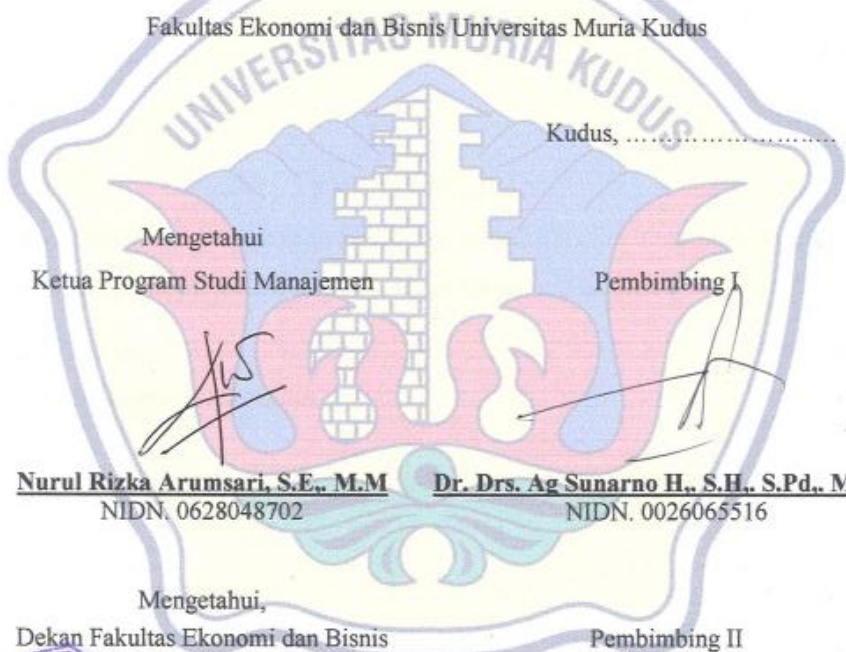 Fakultas Ekonomi dan Bisnis Universitas Muria Kudus
UNIVERSITAS MURIA KUDUS
Kudus, ……………………..
Mengetahui
Ketua Program Studi Manajemen
Pembimbing I
Nurul Rizka Arumsari, S.E,. M.M
NIDN. 0628048702
Dr. Drs. Ag Sunarno H,. S.H,. S.Pd,. M
NIDN. 0026065516
Mengetahui,
Dekan Fakultas Ekonomi dan Bisnis
Pembimbing II